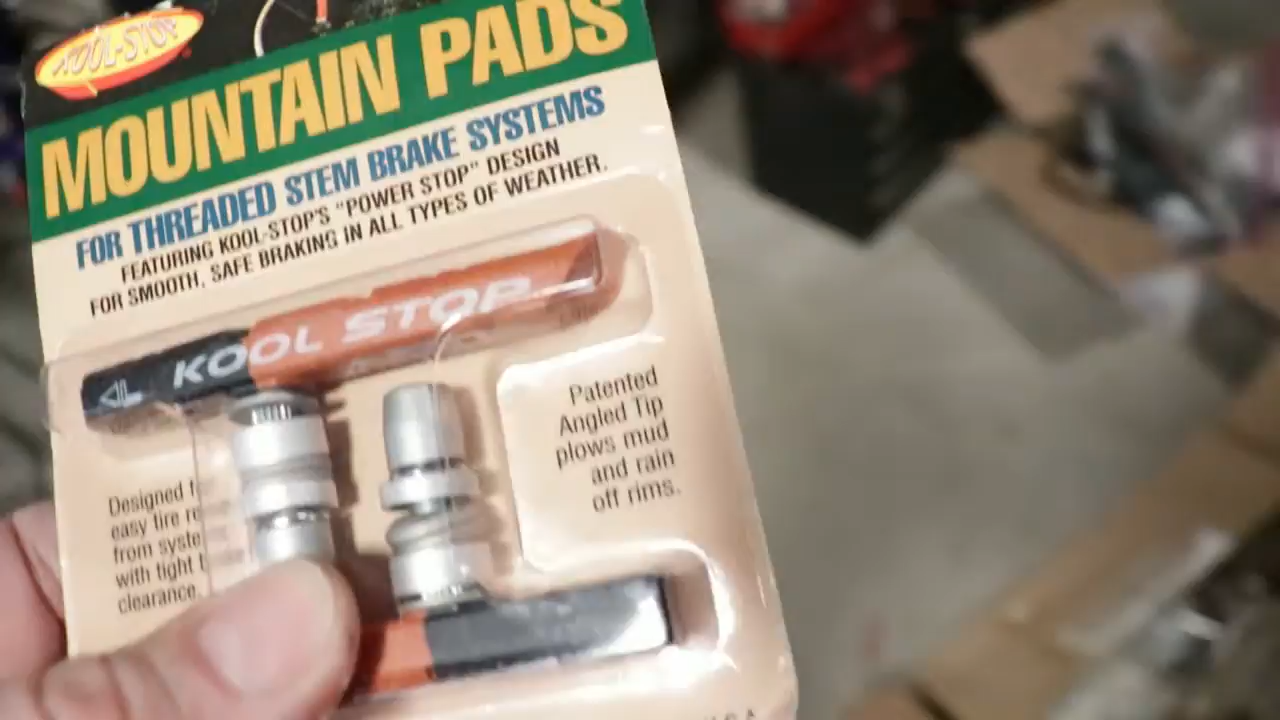 KOOL-STOP
MOUNTAIN PADS
FOR THREADED STEM BRAKE SYSTEMS
FEATURING KOOL-STOP'S "POWER STOP" DESIGN
FOR SMOOTH, SAFE BRAKING IN ALL TYPES OF WEATHER.
L
KOOL STOP
Patented
Angled Tip
plows mud
and rain
off rims.
Designed
easy tire
from
with tight
clearance.